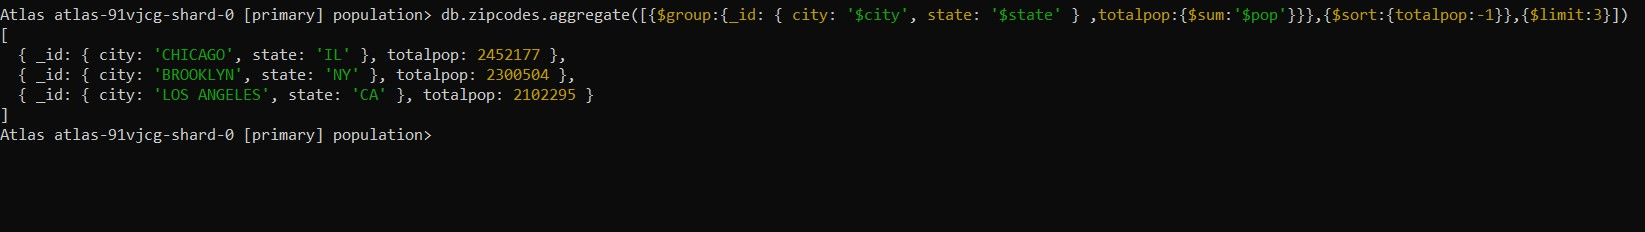 Atlas atlas-91vjcg-shard-0 [primary] population> db.zipcodes.aggregate([{$group:{_id: { city: '$city', state: '$state' } ,totalpop:{$sum:'$pop'}}},{$sort:{totalpop:-1}},{$limit:3}])
[
  { _id: { city: 'CHICAGO', state: 'IL' }, totalpop: 2452177 },
  { _id: { city: 'BROOKLYN', state: 'NY' }, totalpop: 2300504 },
  { _id: { city: 'LOS ANGELES', state: 'CA' }, totalpop: 2102295 }
]
Atlas atlas-91vjcg-shard-0 [primary] population>